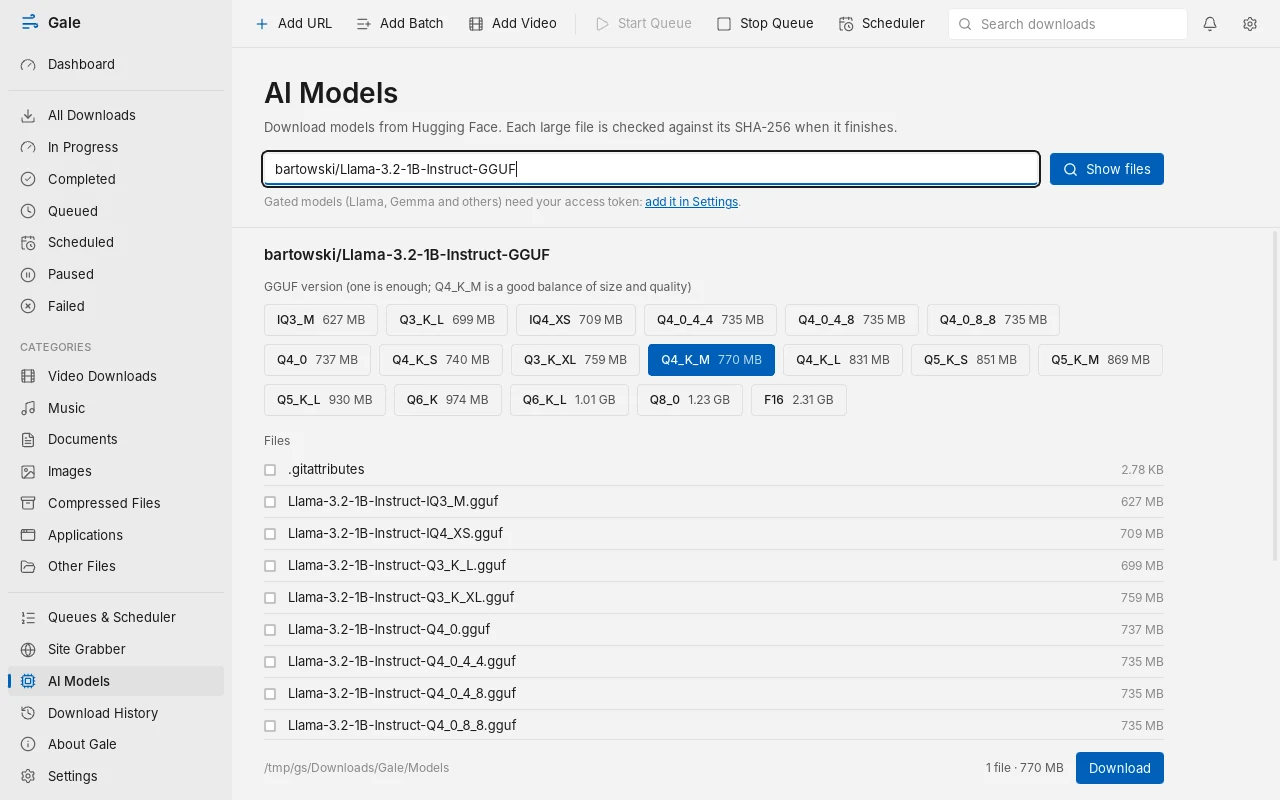 Gale
Dashboard
All Downloads
In Progress
Completed
Queued
Scheduled
Paused
Failed
CATEGORIES
Video Downloads
Music
Documents
Images
Compressed Files
Applications
Other Files
Queues & Scheduler
Site Grabber
AI Models
Download History
About Gale
Settings
Add URL Add Batch Add Video Start Queue Stop Queue Scheduler Search downloads
AI Models
Download models from Hugging Face. Each large file is checked against its SHA-256 when it finishes.
bartowski/Llama-3.2-1B-Instruct-GGUF Show files
Gated models (Llama, Gemma and others) need your access token: add it in Settings.
bartowski/Llama-3.2-1B-Instruct-GGUF
GGUF version (one is enough; Q4_K_M is a good balance of size and quality)
IQ3_M 627 MB Q3_K_L 699 MB IQ4_XS 709 MB Q4_0_4_4 735 MB Q4_0_4_8 735 MB Q4_0_8_8 735 MB
Q4_0 737 MB Q4_K_S 740 MB Q3_K_XL 759 MB Q4_K_M 770 MB Q4_K_L 831 MB Q5_K_S 851 MB Q5_K_M 869 MB
Q5_K_L 930 MB Q6_K 974 MB Q6_K_L 1.01 GB Q8_0 1.23 GB F16 2.31 GB
Files
.gitattributes 2.78 KB
Llama-3.2-1B-Instruct-IQ3_M.gguf 627 MB
Llama-3.2-1B-Instruct-IQ4_XS.gguf 709 MB
Llama-3.2-1B-Instruct-Q3_K_L.gguf 699 MB
Llama-3.2-1B-Instruct-Q3_K_XL.gguf 759 MB
Llama-3.2-1B-Instruct-Q4_0.gguf 737 MB
Llama-3.2-1B-Instruct-Q4_0_4_4.gguf 735 MB
Llama-3.2-1B-Instruct-Q4_0_4_8.gguf 735 MB
Llama-3.2-1B-Instruct-Q4_0_8_8.gguf 735 MB
/tmp/gs/Downloads/Gale/Models 1 file · 770 MB Download